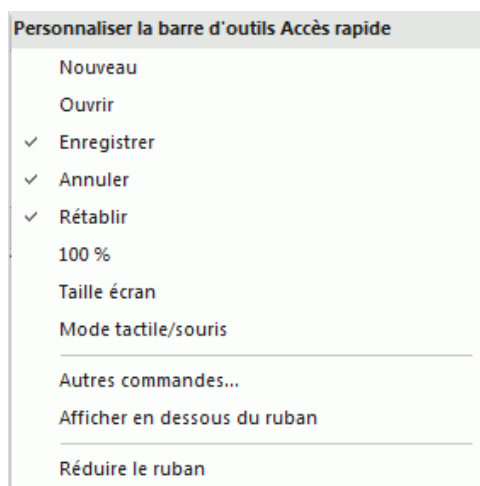 Personnaliser la barre d'outils Accès rapide
Nouveau
Ouvrir
Enregistrer
Annuler
Rétablir
100 %
Taille écran
Mode tactile/souris
Autres commandes...
Afficher en dessous du ruban
Réduire le ruban